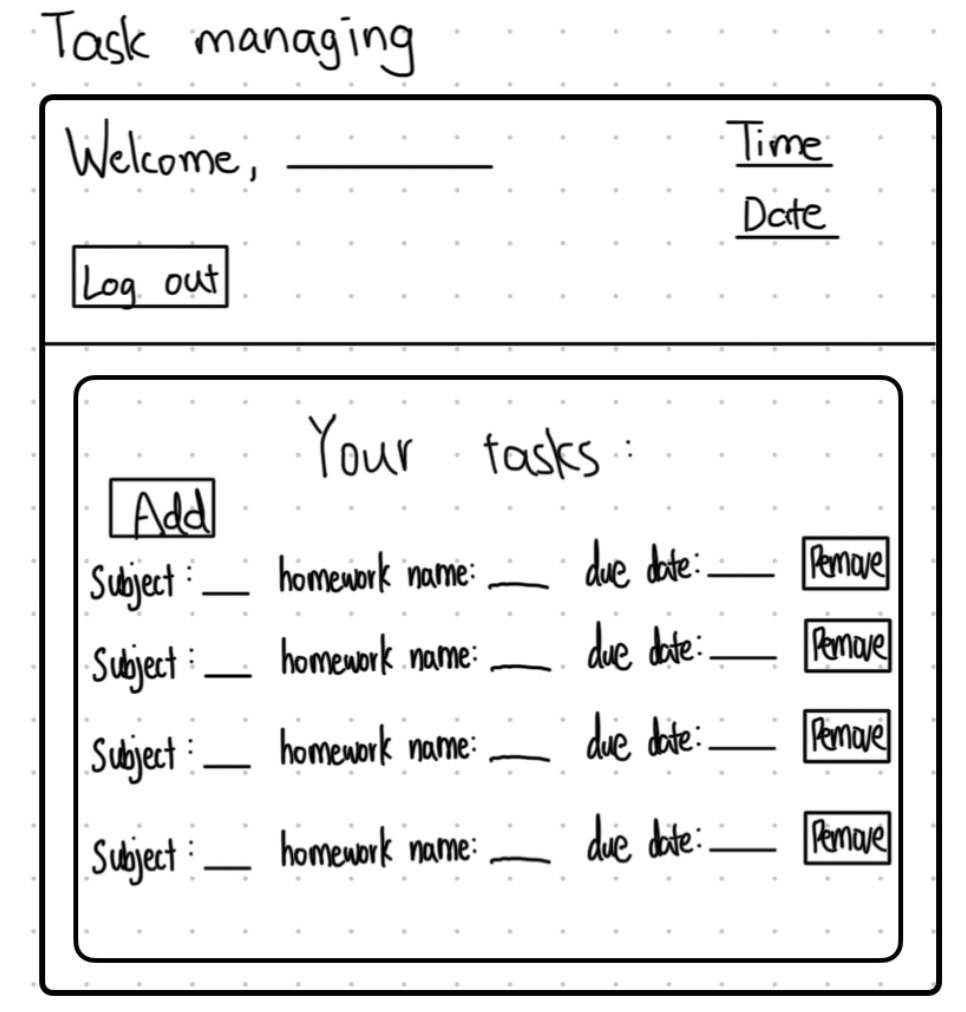 Task managing
Welcome, ___________
Time
Date
Log out
Your tasks:
Add
Subject: ___ homework name: ___ due date: ___ Remove
Subject: ___ homework name: ___ due date: ___ Remove
Subject: ___ homework name: ___ due date: ___ Remove
Subject: ___ homework name: ___ due date: ___ Remove